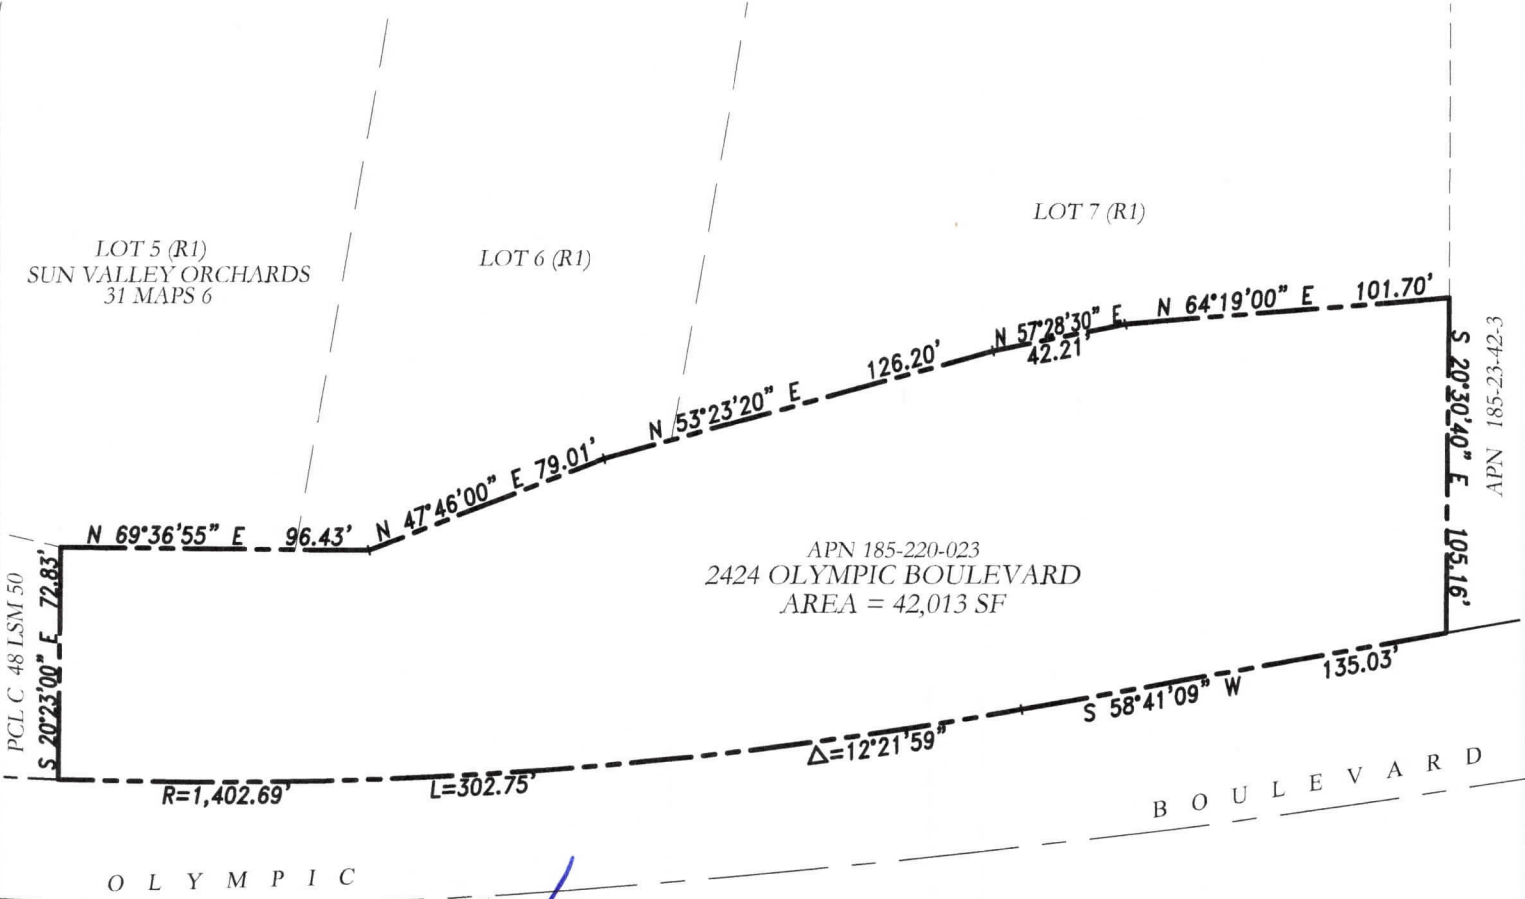 LOT 7 (R1)
LOT 5 (R1)
SUN VALLEY ORCHARDS
31 MAPS 6
LOT 6 (R1)
N 64°19'00" E 101.70'
N 57°28'30" E
42.21'
N 53°23'20" E 126.20'
N 47°46'00" E 79.01'
N 69°36'55" E 96.43'
S 20°30'40" E 105.16'
APN 185-23-42-3
S 20°23'00" E 72.83'
PCL C 48 LSM 50
APN 185-220-023
2424 OLYMPIC BOULEVARD
AREA = 42,013 SF
S 58°41'09" W 135.03'
R=1,402.69' L=302.75' Δ=12°21'59"
OLYMPIC BOULEVARD